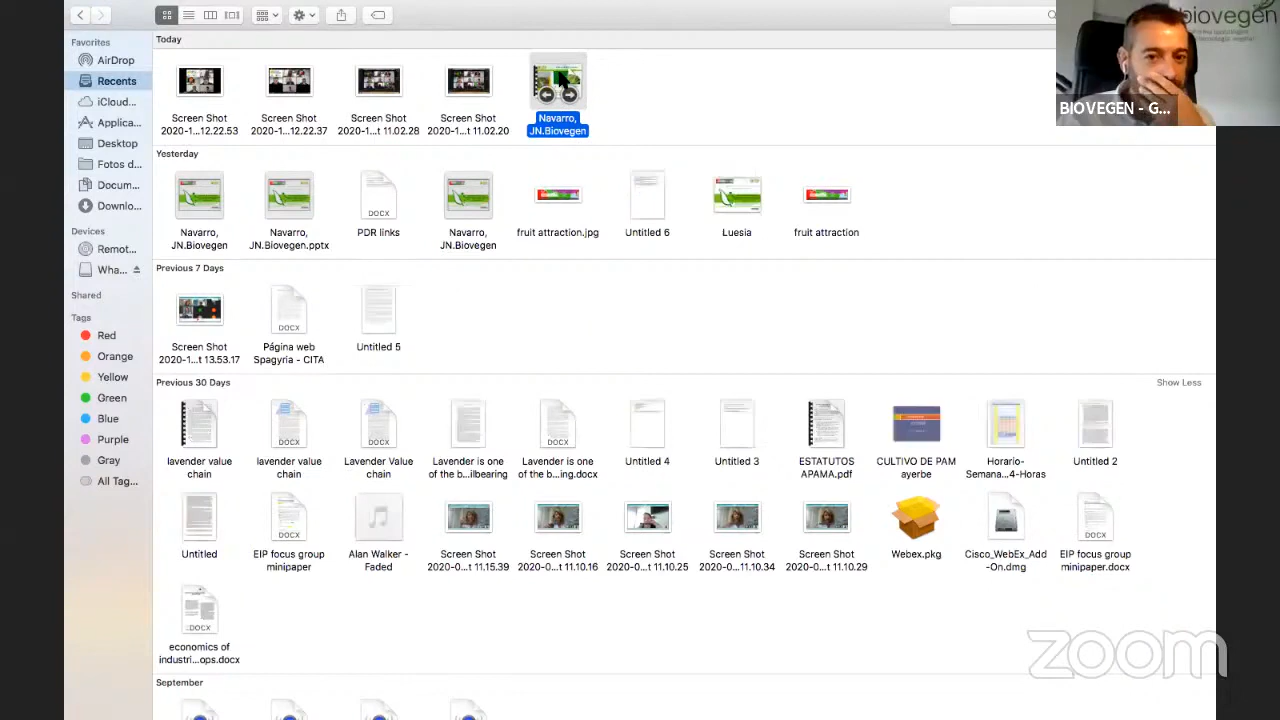 Favorites
AirDrop
Recents
iCloud...
Applica...
Desktop
Fotos d...
Docum...
Downlo...
Devices
Remot...
Wha...
Shared
Tags
Red
Orange
Yellow
Green
Blue
Purple
Gray
All Tag...
Today
Screen Shot
2020-1...12.22.53
Screen Shot
2020-1...12.22.37
Screen Shot
2020-1...t 11.02.28
Screen Shot
2020-1...t 11.02.20
Navarro,
JN.Biovegen
Yesterday
Navarro,
JN.Biovegen
Navarro,
JN.Biovegen.pptx
DOCX
PDR links
Navarro,
JN.Biovegen
fruit attraction.jpg
Untitled 6
Luesia
fruit attraction
Previous 7 Days
Screen Shot
2020-1...t 13.53.17
DOCX
Página web
Spagyria - CITA
Untitled 5
Previous 30 Days
Show Less
lavender value
chain
DOCX
lavender value
chain
DOCX
Lavender Value
chain
Lavender is one
of the b...ilbearing
DOCX
Lavender is one
of the b...ing.docx
Untitled 4
Untitled 3
ESTATUTOS
APAMA.pdf
CULTIVO DE PAM
ayerbe
Horario-
Semana...4-Horas
Untitled 2
Untitled
DOCX
EIP focus group
minipaper
Alan Walker -
Faded
Screen Shot
2020-0...t 11.15.39
Screen Shot
2020-0...t 11.10.16
Screen Shot
2020-0...t 11.10.25
Screen Shot
2020-0...11.10.34
Screen Shot
2020-0...t 11.10.29
Webex.pkg
Cisco_WebEx_Add
-On.dmg
DOCX
EIP focus group
minipaper.docx
DOCX
economics of
industri...ops.docx
September
biovegen
BIOVEGEN - G...
zoom